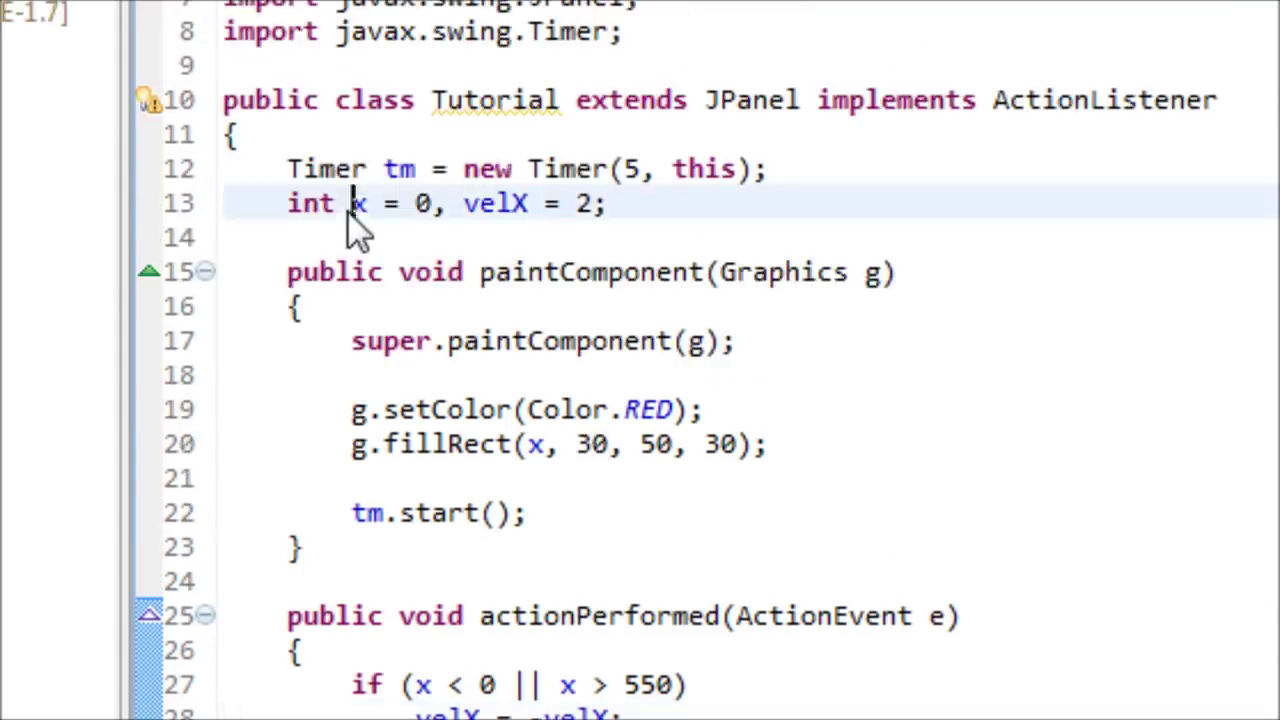 E-1.7]
7 import javax.swing.JPanel;
8 import javax.swing.Timer;
9
10 public class Tutorial extends JPanel implements ActionListener
11 {
12 Timer tm = new Timer(5, this);
13 int x = 0, velX = 2;
14
15 public void paintComponent(Graphics g)
16 {
17 super.paintComponent(g);
18
19 g.setColor(Color.RED);
20 g.fillRect(x, 30, 50, 30);
21
22 tm.start();
23 }
24
25 public void actionPerformed(ActionEvent e)
26 {
27 if (x < 0 || x > 550)
28 velX = -velX;